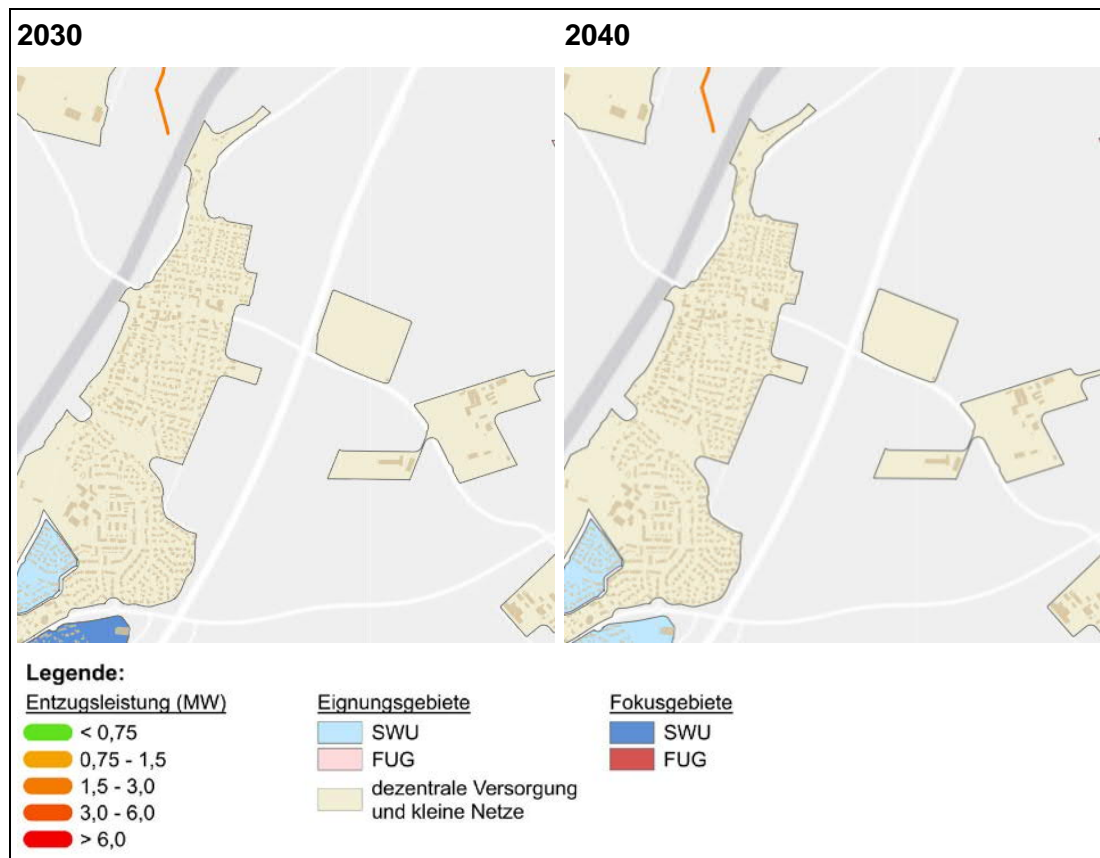 2030
2040
Legende:
Entzugsleistung (MW)
< 0,75
0,75 - 1,5
1,5 - 3,0
3,0 - 6,0
> 6,0
Eignungsgebiete
SWU
FUG
dezentrale Versorgung
und kleine Netze
Fokusgebiete
SWU
FUG